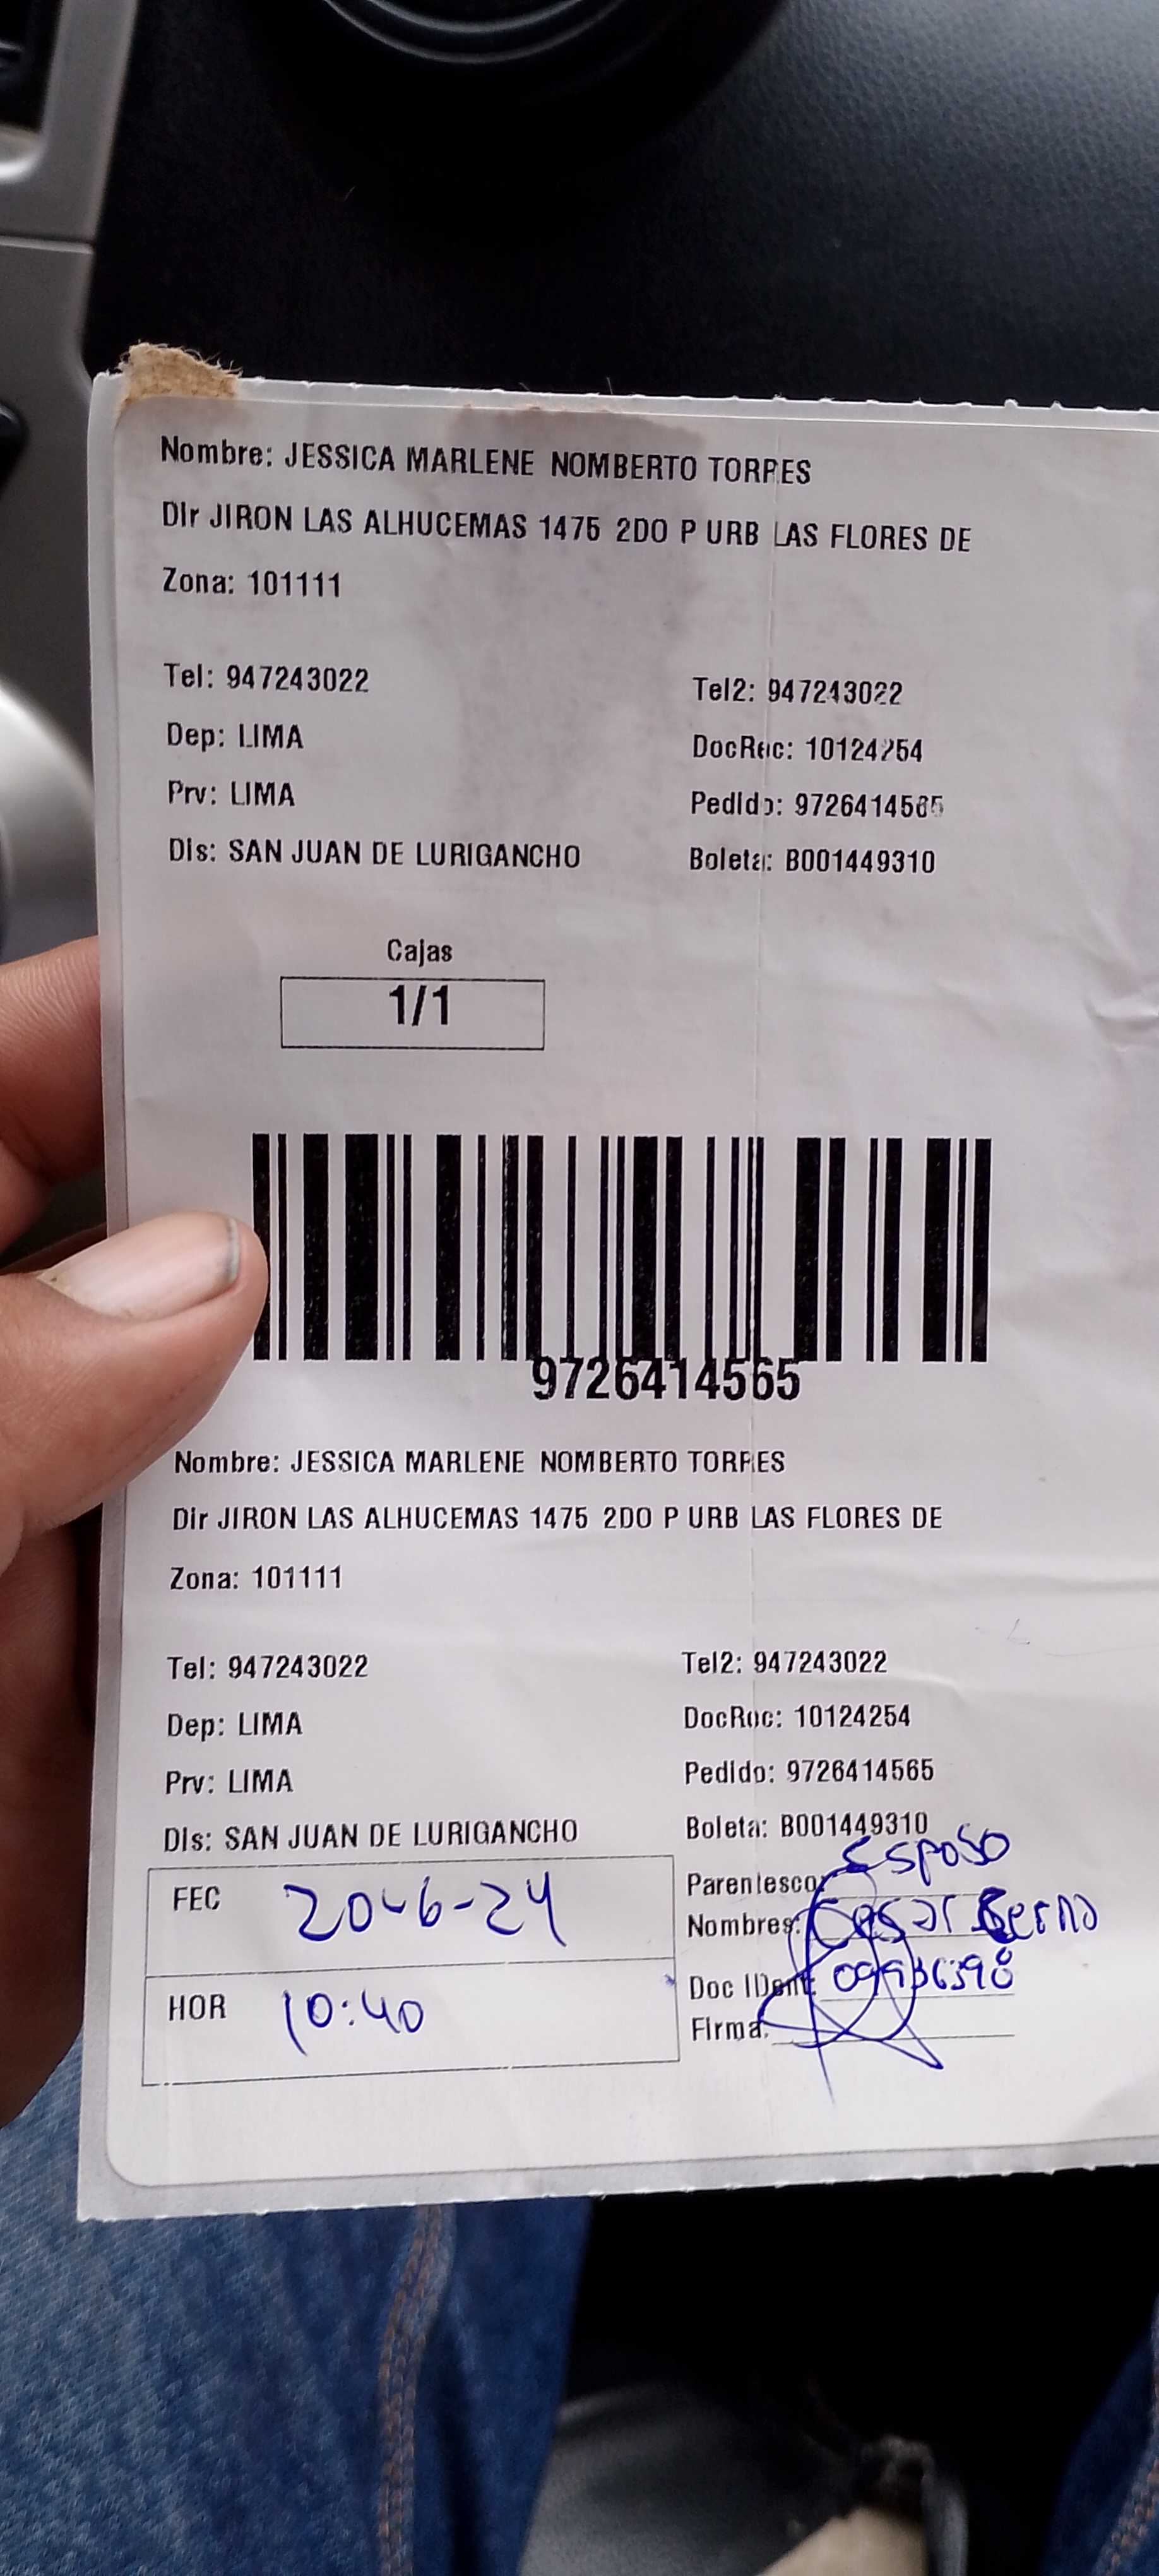 Nombre: JESSICA MARLENE NOMBERTO TORRES
Dir JIRON LAS ALHUCEMAS 1475 2DO P URB LAS FLORES DE
Zona: 101111
Tel: 947243022 Tel2: 947243022
Dep: LIMA DocRec: 10124254
Prv: LIMA Pedido: 9726414565
Dis: SAN JUAN DE LURIGANCHO Boleta: B001449310
Cajas
1/1
9726414565
Nombre: JESSICA MARLENE NOMBERTO TORRES
Dir JIRON LAS ALHUCEMAS 1475 2DO P URB LAS FLORES DE
Zona: 101111
Tel: 947243022 Tel2: 947243022
Dep: LIMA DocRec: 10124254
Prv: LIMA Pedido: 9726414565
Dis: SAN JUAN DE LURIGANCHO Boleta: B001449310
FEC 20-6-24 Parentesco: Esposo
Nombres: Cesar
HOR 10:40 Doc IDent:
Firma: